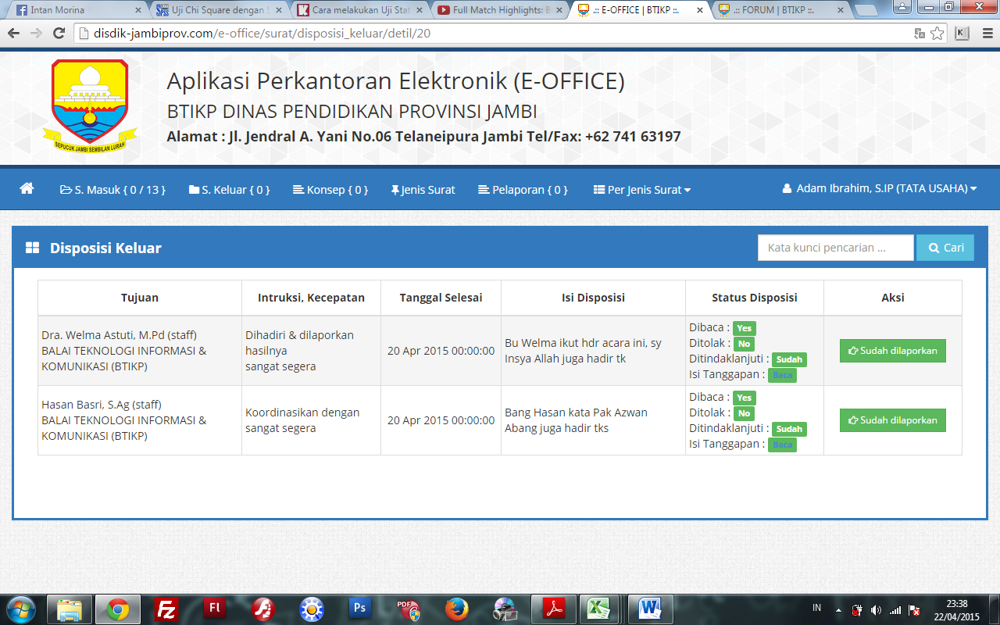 Intan Morina
Uji Chi Square dengan S
Cara melakukan Uji Stat
Full Match Highlights: B
.:: E-OFFICE | BTIKP ::.
.:: FORUM | BTIKP ::.
disdik-jambiprov.com/e-office/surat/disposisi_keluar/detil/20
SEPUCUK JAMBI SEMBILAN LURAH
Aplikasi Perkantoran Elektronik (E-OFFICE)
BTIKP DINAS PENDIDIKAN PROVINSI JAMBI
Alamat : Jl. Jendral A. Yani No.06 Telaneipura Jambi Tel/Fax: +62 741 63197
S. Masuk { 0 / 13 } S. Keluar { 0 } Konsep { 0 } Jenis Surat Pelaporan { 0 } Per Jenis Surat Adam Ibrahim, S.IP (TATA USAHA)
Disposisi Keluar
Kata kunci pencarian ... Cari
Tujuan Intruksi, Kecepatan Tanggal Selesai Isi Disposisi Status Disposisi Aksi
Dra. Welma Astuti, M.Pd (staff)
BALAI TEKNOLOGI INFORMASI &
KOMUNIKASI (BTIKP)
Dihadiri & dilaporkan
hasilnya
sangat segera
20 Apr 2015 00:00:00
Bu Welma ikut hdr acara ini, sy
Insya Allah juga hadir tk
Dibaca : Yes
Ditolak : No
Ditindaklanjuti : Sudah
Isi Tanggapan : Baca
Sudah dilaporkan
Hasan Basri, S.Ag (staff)
BALAI TEKNOLOGI INFORMASI &
KOMUNIKASI (BTIKP)
Koordinasikan dengan
sangat segera
20 Apr 2015 00:00:00
Bang Hasan kata Pak Azwan
Abang juga hadir tks
Dibaca : Yes
Ditolak : No
Ditindaklanjuti : Sudah
Isi Tanggapan : Baca
Sudah dilaporkan
Fl
Ps
PDF
IN
23:38
22/04/2015